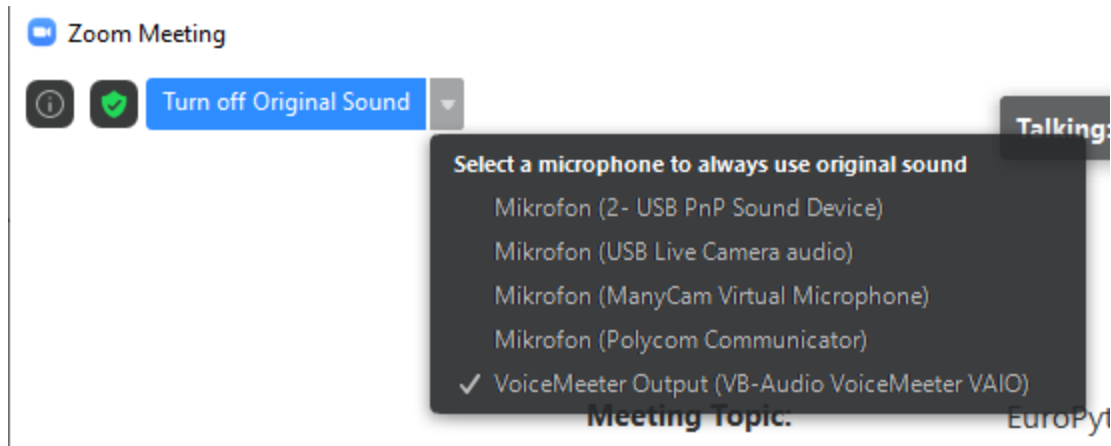 Zoom Meeting
Turn off Original Sound
Talking:
Select a microphone to always use original sound
Mikrofon (2- USB PnP Sound Device)
Mikrofon (USB Live Camera audio)
Mikrofon (ManyCam Virtual Microphone)
Mikrofon (Polycom Communicator)
VoiceMeeter Output (VB-Audio VoiceMeeter VAIO)
Meeting Topic: EuroPyt